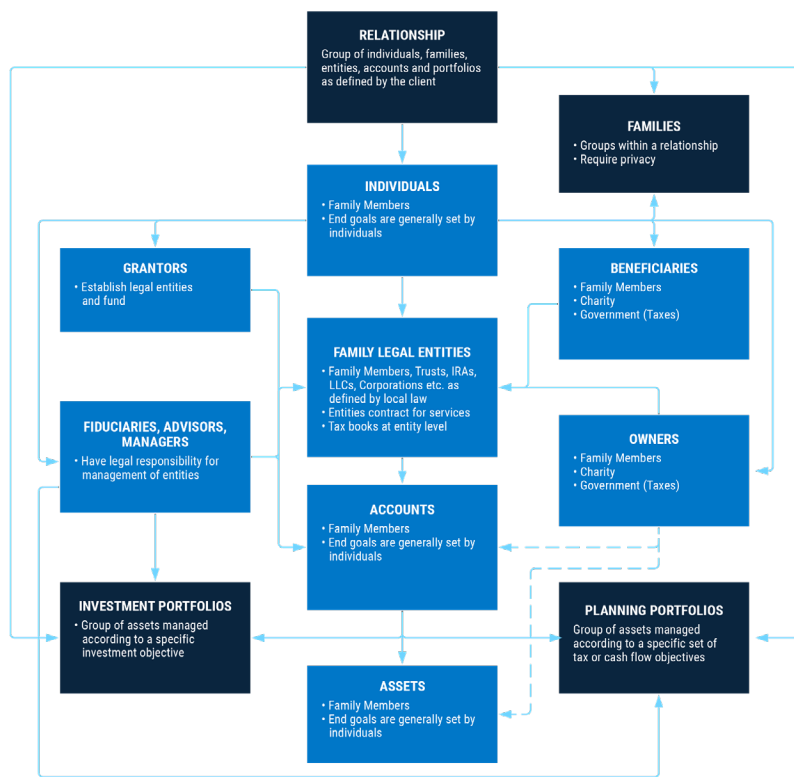 RELATIONSHIP
Group of individuals, families,
entities, accounts and portfolios
as defined by the client
FAMILIES
• Groups within a relationship
• Require privacy
INDIVIDUALS
• Family Members
• End goals are generally set by
individuals
GRANTORS
• Establish legal entities
and fund
BENEFICIARIES
• Family Members
• Charity
• Government (Taxes)
FAMILY LEGAL ENTITIES
• Family Members, Trusts, IRAs,
LLCs, Corporations etc. as
defined by local law
• Entities contract for services
• Tax books at entity level
FIDUCIARIES, ADVISORS,
MANAGERS
• Have legal responsibility for
management of entities
OWNERS
• Family Members
• Charity
• Government (Taxes)
ACCOUNTS
• Family Members
• End goals are generally set by
individuals
INVESTMENT PORTFOLIOS
• Group of assets managed
according to a specific
investment objective
PLANNING PORTFOLIOS
Group of assets managed
according to a specific set of
tax or cash flow objectives
ASSETS
• Family Members
• End goals are generally set by
individuals